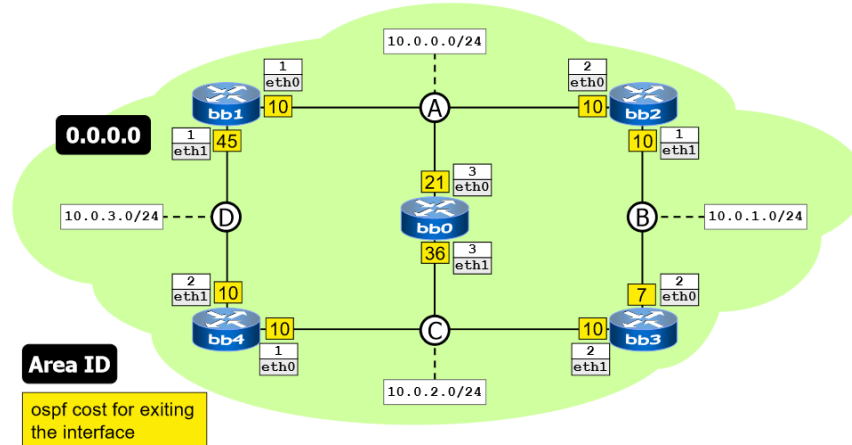 10.0.0.0/24
1
eth0
2
eth0
bb1
10
A
10
bb2
0.0.0.0
1
eth1
45
10
1
eth1
21
3
eth0
10.0.3.0/24
D
bb0
B
10.0.1.0/24
36
3
eth1
2
eth1
10
7
2
eth0
bb4
10
C
10
bb3
1
eth0
2
eth1
Area ID
10.0.2.0/24
ospf cost for exiting
the interface